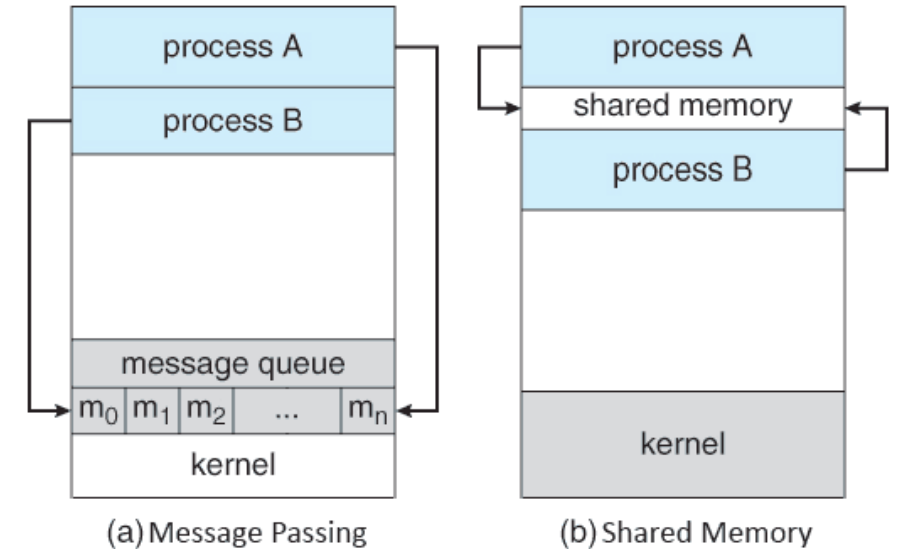 process A
process B
message queue
m0 m1 m2 ... mn
kernel
(a) Message Passing
process A
shared memory
process B
kernel
(b) Shared Memory